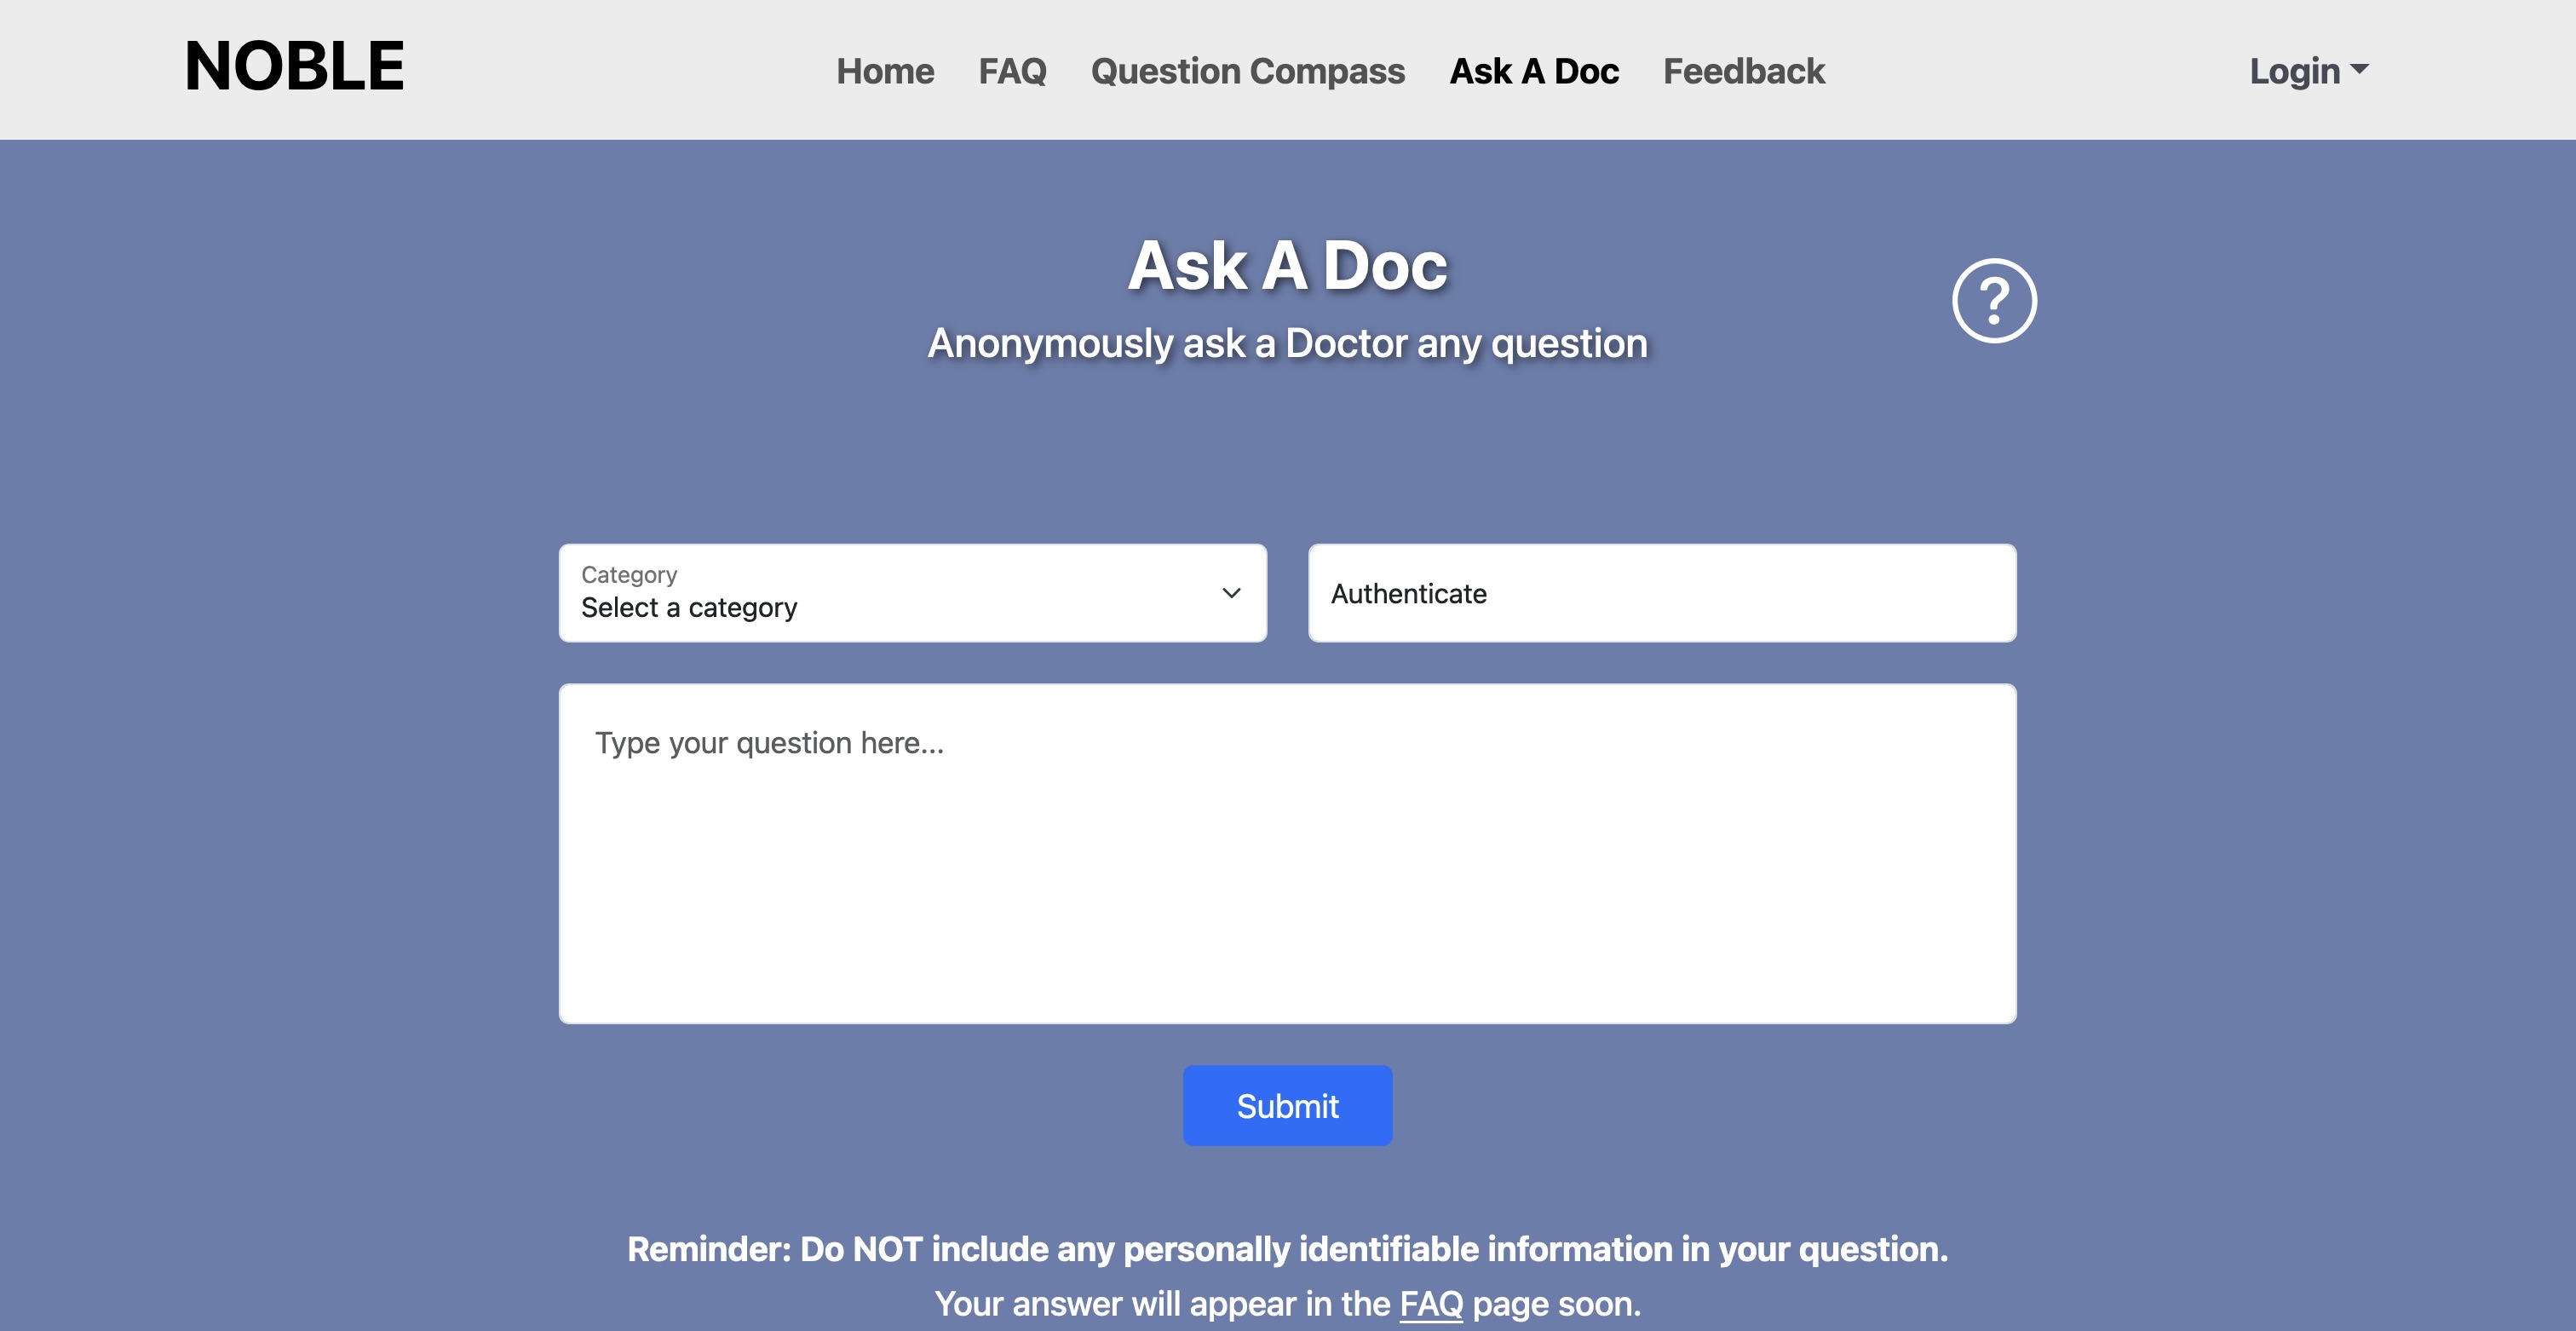 NOBLE
Home FAQ Question Compass Ask A Doc Feedback
Login
Ask A Doc
?
Anonymously ask a Doctor any question
Category
Select a category
Authenticate
Type your question here...
Submit
Reminder: Do NOT include any personally identifiable information in your question.
Your answer will appear in the FAQ page soon.